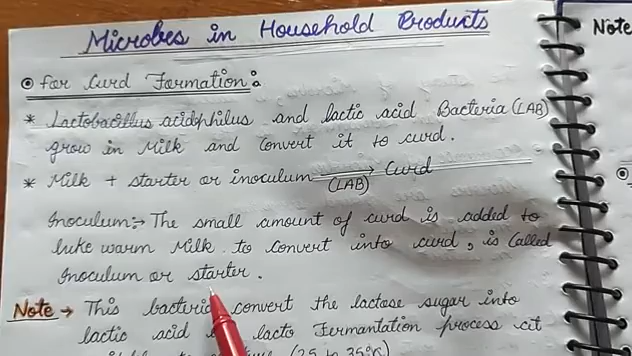 Microbes in Household Products
Note
⊙ For Curd Formation:
* Lactobacillus acidophilus and lactic acid Bacteria (LAB)
grow in Milk and convert it to curd.
* Milk + starter or inoculum → Curd
(LAB)
Inoculum:→ The small amount of curd is added to
luke warm Milk to convert into curd, is Called
Inoculum or starter.
Note → This bacteria convert the lactose sugar into
lactic acid lacto Fermantation process
(25 to 35°